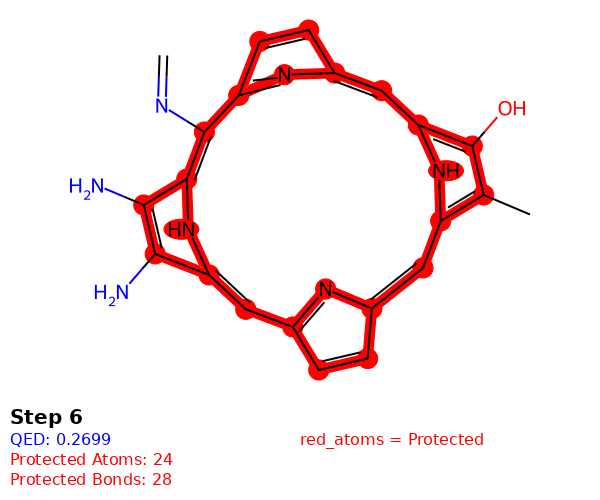 N
OH
N
NH
H₂N
HN
H₂N
N
Step 6
QED: 0.2699
Protected Atoms: 24
red_atoms = Protected
Protected Bonds: 28